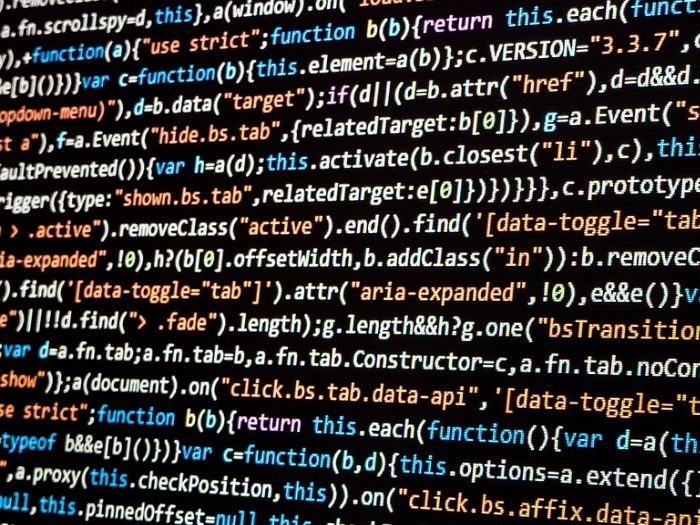 a.fn.scrollspy=d,this},a(window).on(
),+function(a){"use strict";function b(b){return this.each(funct
e[b]()})}var c=function(b){this.element=a(b)};c.VERSION="3.3.7",
opdown-menu)"),d=b.data("target");if(d||(d=b.attr("href"),d=d&&d.
st a"),f=a.Event("hide.bs.tab",{relatedTarget:b[0]}),g=a.Event("s
aultPrevented()){var h=a(d);this.activate(b.closest("li"),c),this
rigger({type:"shown.bs.tab",relatedTarget:e[0]})})}}},c.prototype
> .active").removeClass("active").end().find('[data-toggle="tab
ia-expanded",!0),h?(b[0].offsetWidth,b.addClass("in")):b.removeC
).find('[data-toggle="tab"]').attr("aria-expanded",!0),e&&e()}v
e")||!!d.find("> .fade").length);g.length&&h?g.one("bsTransition
;var d=a.fn.tab;a.fn.tab=b,a.fn.tab.Constructor=c,a.fn.tab.noCon
show")};a(document).on("click.bs.tab.data-api",'[data-toggle="t
se strict";function b(b){return this.each(function(){var d=a(th
typeof b&&e[b]()})}var c=function(b,d){this.options=a.extend({
",a.proxy(this.checkPosition,this)).on("click.bs.affix.data-ap
null,this.pinnedOffset=null,this.